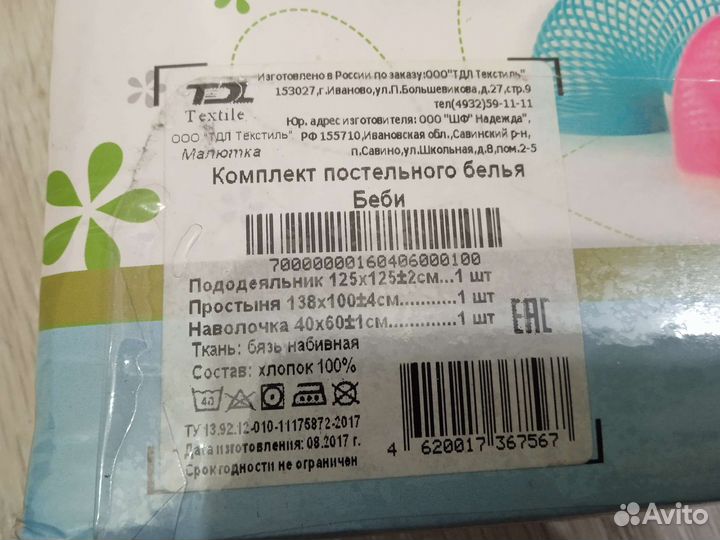 Изготовлено в России по заказу:ООО"ТДЛ Текстиль"
153027,г.Иваново,ул.П.Большевикова,д.27,стр.9
тел(4932)59-11-11
TDL
Textile
Юр. адрес изготовителя: ООО "ШФ" Надежда",
ООО "ТДЛ Текстиль"
РФ 155710,Ивановская обл.,Савинский р-н,
Малютка
п.Савино,ул.Школьная,д.8,пом.2-5
Комплект постельного белья
Беби
70000000160406000100
Пододеяльник 125х125±2см...1 шт
Простыня 138х100±4см............1 шт
Наволочка 40х60±1см..............1 шт
Ткань: бязь набивная
Состав: хлопок 100%
EAC
40
ТУ 13.92.12-010-11175872-2017
Дата изготовления: 08.2017 г.
Срок годности не ограничен
4 620017 367567
Avito